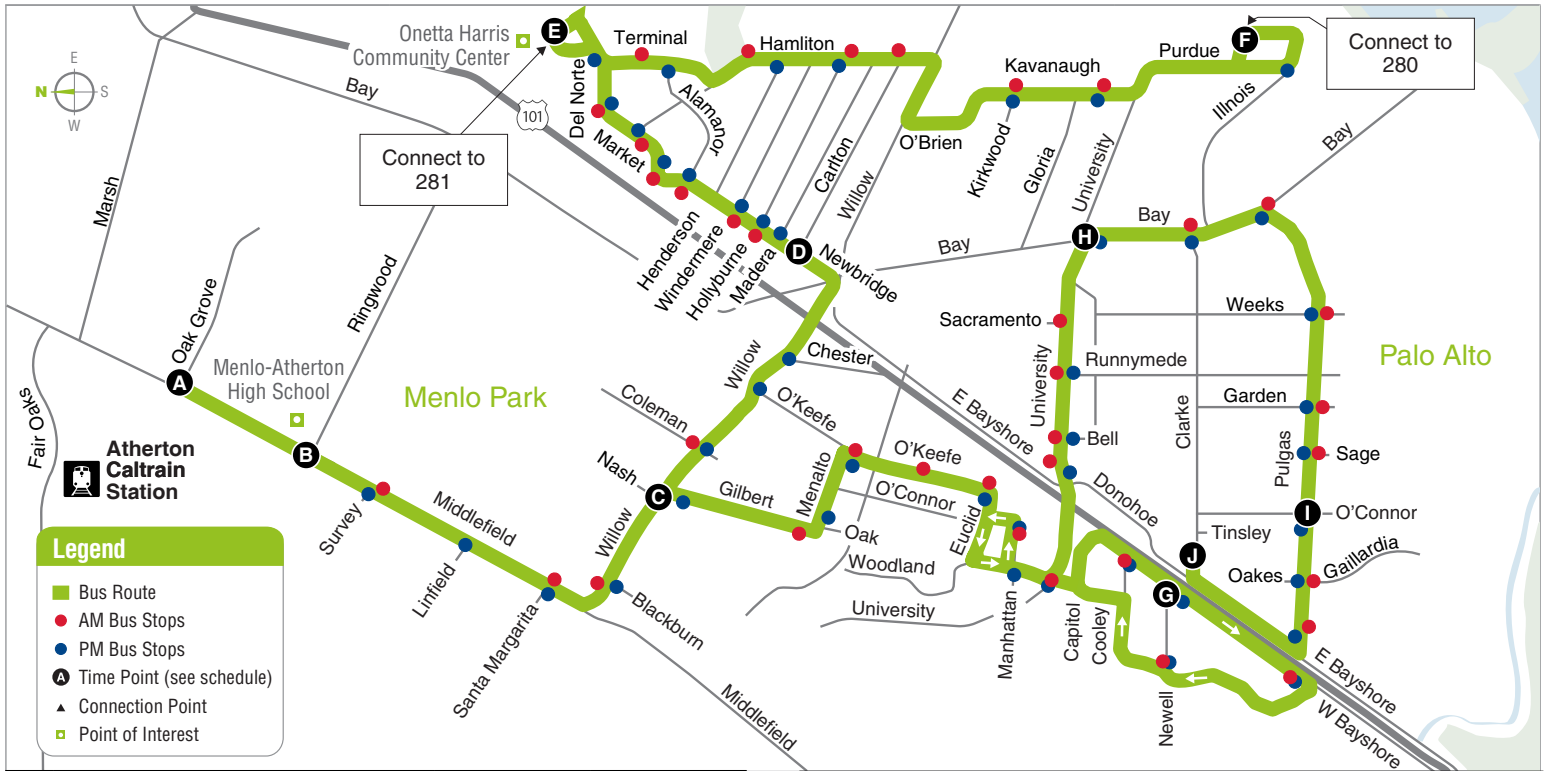 Onetta Harris
Community Center
E
Terminal
Hamliton
Purdue
F
Connect to
280
E
N
S
W
Bay
101
Del Norte
Alamanor
Kavanaugh
Illnois
Bay
Connect to
281
Market
Carlton
Willow
O'Brien
Kirkwood
Gloria
University
Marsh
Henderson
Windermere
Hollyburne
Madera
D
Newbridge
Bay
H
Bay
Oak Grove
Ringwood
Sacramento
Weeks
Menlo-Atherton
High School
A
Menlo Park
Willow
Chester
Runnymede
Palo Alto
Fair Oaks
Coleman
O'Keefe
E Bayshore
University
Garden
Clarke
Atherton
Caltrain
Station
B
Nash
C
Gilbert
Menalto
O'Keefe
O'Connor
Bell
Pulgas
Sage
Survey
Middlefield
Willow
Oak
Euclid
Donohoe
I
O'Connor
Tinsley
J
Linfield
Woodland
Oakes
Gaillardia
Santa Margarita
Blackburn
University
Manhattan
Capitol
Cooley
G
Newell
E Bayshore
W Bayshore
Middlefield
Legend
Bus Route
AM Bus Stops
PM Bus Stops
A Time Point (see schedule)
Connection Point
Point of Interest